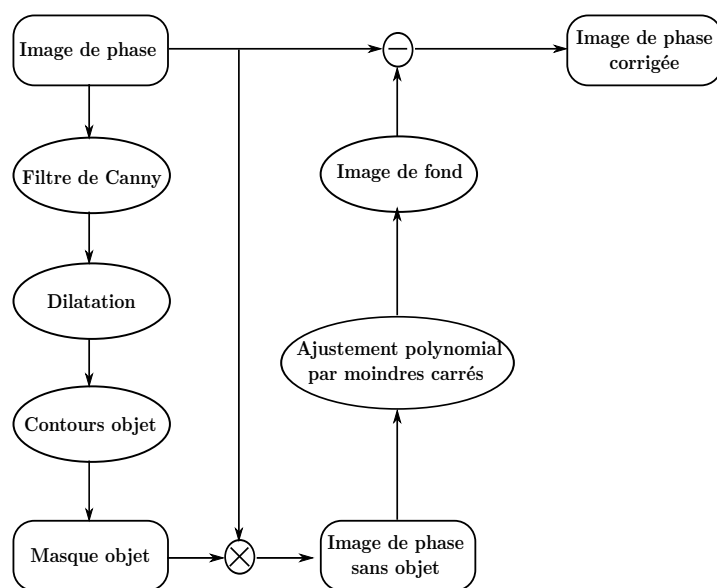 Image de phase
−
Image de phase
corrigée
Filtre de Canny
Image de fond
Dilatation
Ajustement polynomial
par moindres carrés
Contours objet
Masque objet
×
Image de phase
sans objet